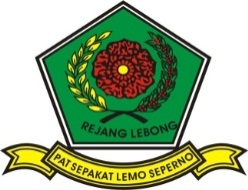 REJANG LEBONG
PAT SEPAKAT LEMO SEPERNO